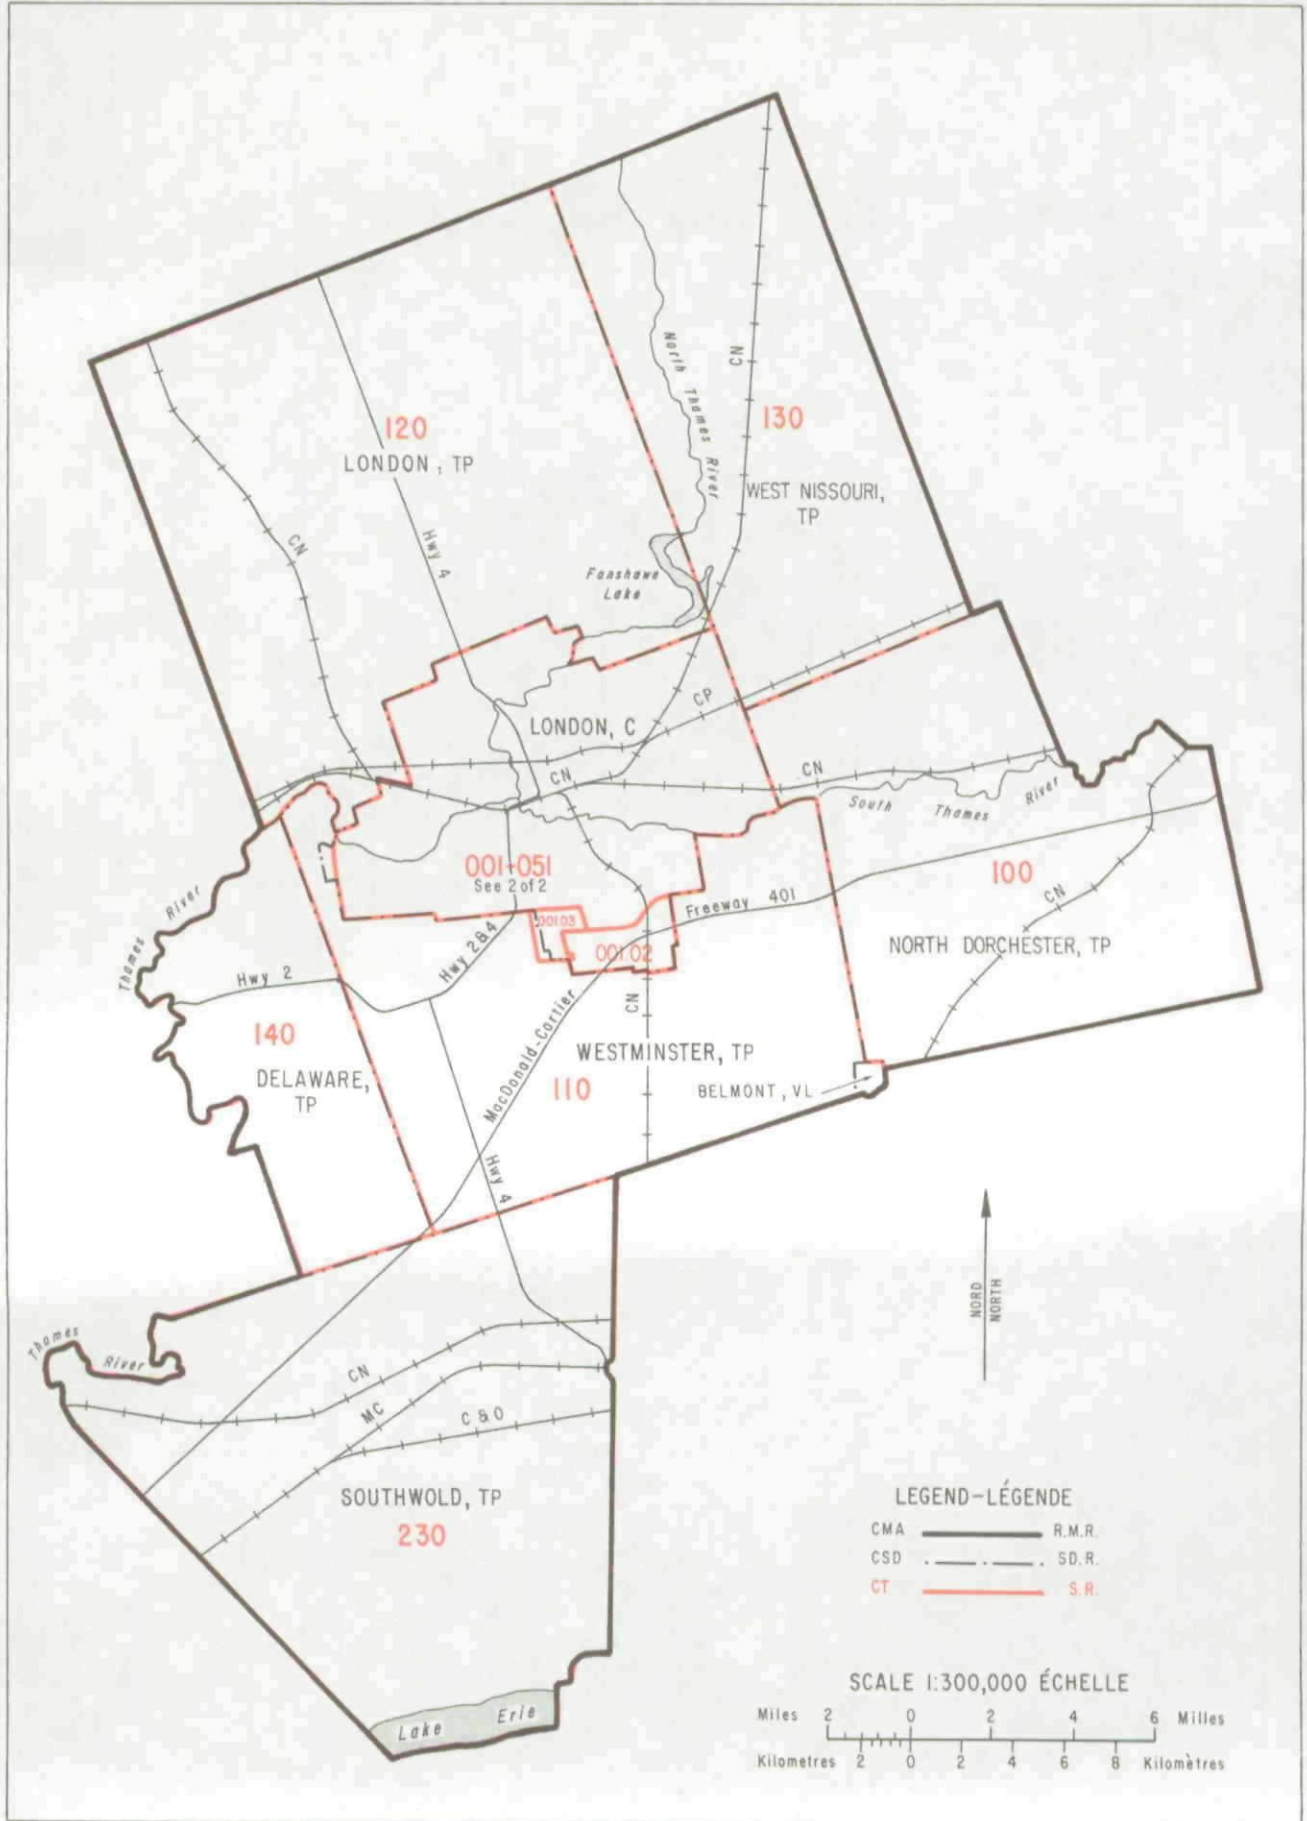 North Thames River
CN
130
120
LONDON, TP
WEST NISSOURI,
TP
CN
Hwy 4
Fanshawe
Lake
CP
LONDON, C
CN
CN
South Thames River
001-051
See 2 of 2
100
Freeway 401
CN
Thames River
001.03
NORTH DORCHESTER, TP
Hwy 2&4
001.02
Hwy 2
CN
MacDonald-Cartier
140
WESTMINSTER, TP
DELAWARE,
TP
110
BELMONT, VL
Hwy 4
NORD
NORTH
Thames River
CN
MC
C & O
SOUTHWOLD, TP
230
LEGEND-LÉGENDE
CMA R.M.R.
CSD SD.R.
CT S.R.
SCALE 1:300,000 ÉCHELLE
Miles 2 0 2 4 6 Milles
Kilometres 2 0 2 4 6 8 Kilomètres
Lake Erie